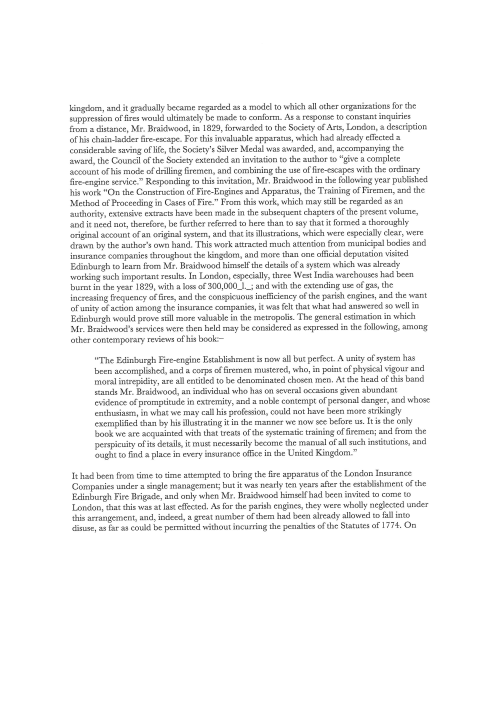 kingdom, and it gradually became regarded as a model to which all other organizations for the
suppression of fires would ultimately be made to conform. As a response to constant inquiries
from a distance, Mr. Braidwood, in 1829, forwarded to the Society of Arts, London, a description
of his chain-ladder fire-escape. For this invaluable apparatus, which had already effected a
considerable saving of life, the Society's Silver Medal was awarded, and, accompanying the
award, the Council of the Society extended an invitation to the author to "give a complete
account of his mode of drilling firemen, and combining the use of fire-escapes with the ordinary
fire-engine service." Responding to this invitation, Mr. Braidwood in the following year published
his work "On the Construction of Fire-Engines and Apparatus, the Training of Firemen, and the
Method of Proceeding in Cases of Fire." From this work, which may still be regarded as an
authority, extensive extracts have been made in the subsequent chapters of the present volume,
and it need not, therefore, be further referred to here than to say that it formed a thoroughly
original account of an original system, and that its illustrations, which were especially clear, were
drawn by the author's own hand. This work attracted much attention from municipal bodies and
insurance companies throughout the kingdom, and more than one official deputation visited
Edinburgh to learn from Mr. Braidwood himself the details of a system which was already
working such important results. In London, especially, three West India warehouses had been
burnt in the year 1829, with a loss of 300,000_l._; and with the extending use of gas, the
increasing frequency of fires, and the conspicuous inefficiency of the parish engines, and the want
of unity of action among the insurance companies, it was felt that what had answered so well in
Edinburgh would prove still more valuable in the metropolis. The general estimation in which
Mr. Braidwood's services were then held may be considered as expressed in the following, among
other contemporary reviews of his book:—
"The Edinburgh Fire-engine Establishment is now all but perfect. A unity of system has
been accomplished, and a corps of firemen mustered, who, in point of physical vigour and
moral intrepidity, are all entitled to be denominated chosen men. At the head of this band
stands Mr. Braidwood, an individual who has on several occasions given abundant
evidence of promptitude in extremity, and a noble contempt of personal danger, and whose
enthusiasm, in what we may call his profession, could not have been more strikingly
exemplified than by his illustrating it in the manner we now see before us. It is the only
book we are acquainted with that treats of the systematic training of firemen; and from the
perspicuity of its details, it must necessarily become the manual of all such institutions, and
ought to find a place in every insurance office in the United Kingdom."
It had been from time to time attempted to bring the fire apparatus of the London Insurance
Companies under a single management; but it was nearly ten years after the establishment of the
Edinburgh Fire Brigade, and only when Mr. Braidwood himself had been invited to come to
London, that this was at last effected. As for the parish engines, they were wholly neglected under
this arrangement, and, indeed, a great number of them had been already allowed to fall into
disuse, as far as could be permitted without incurring the penalties of the Statutes of 1774. On